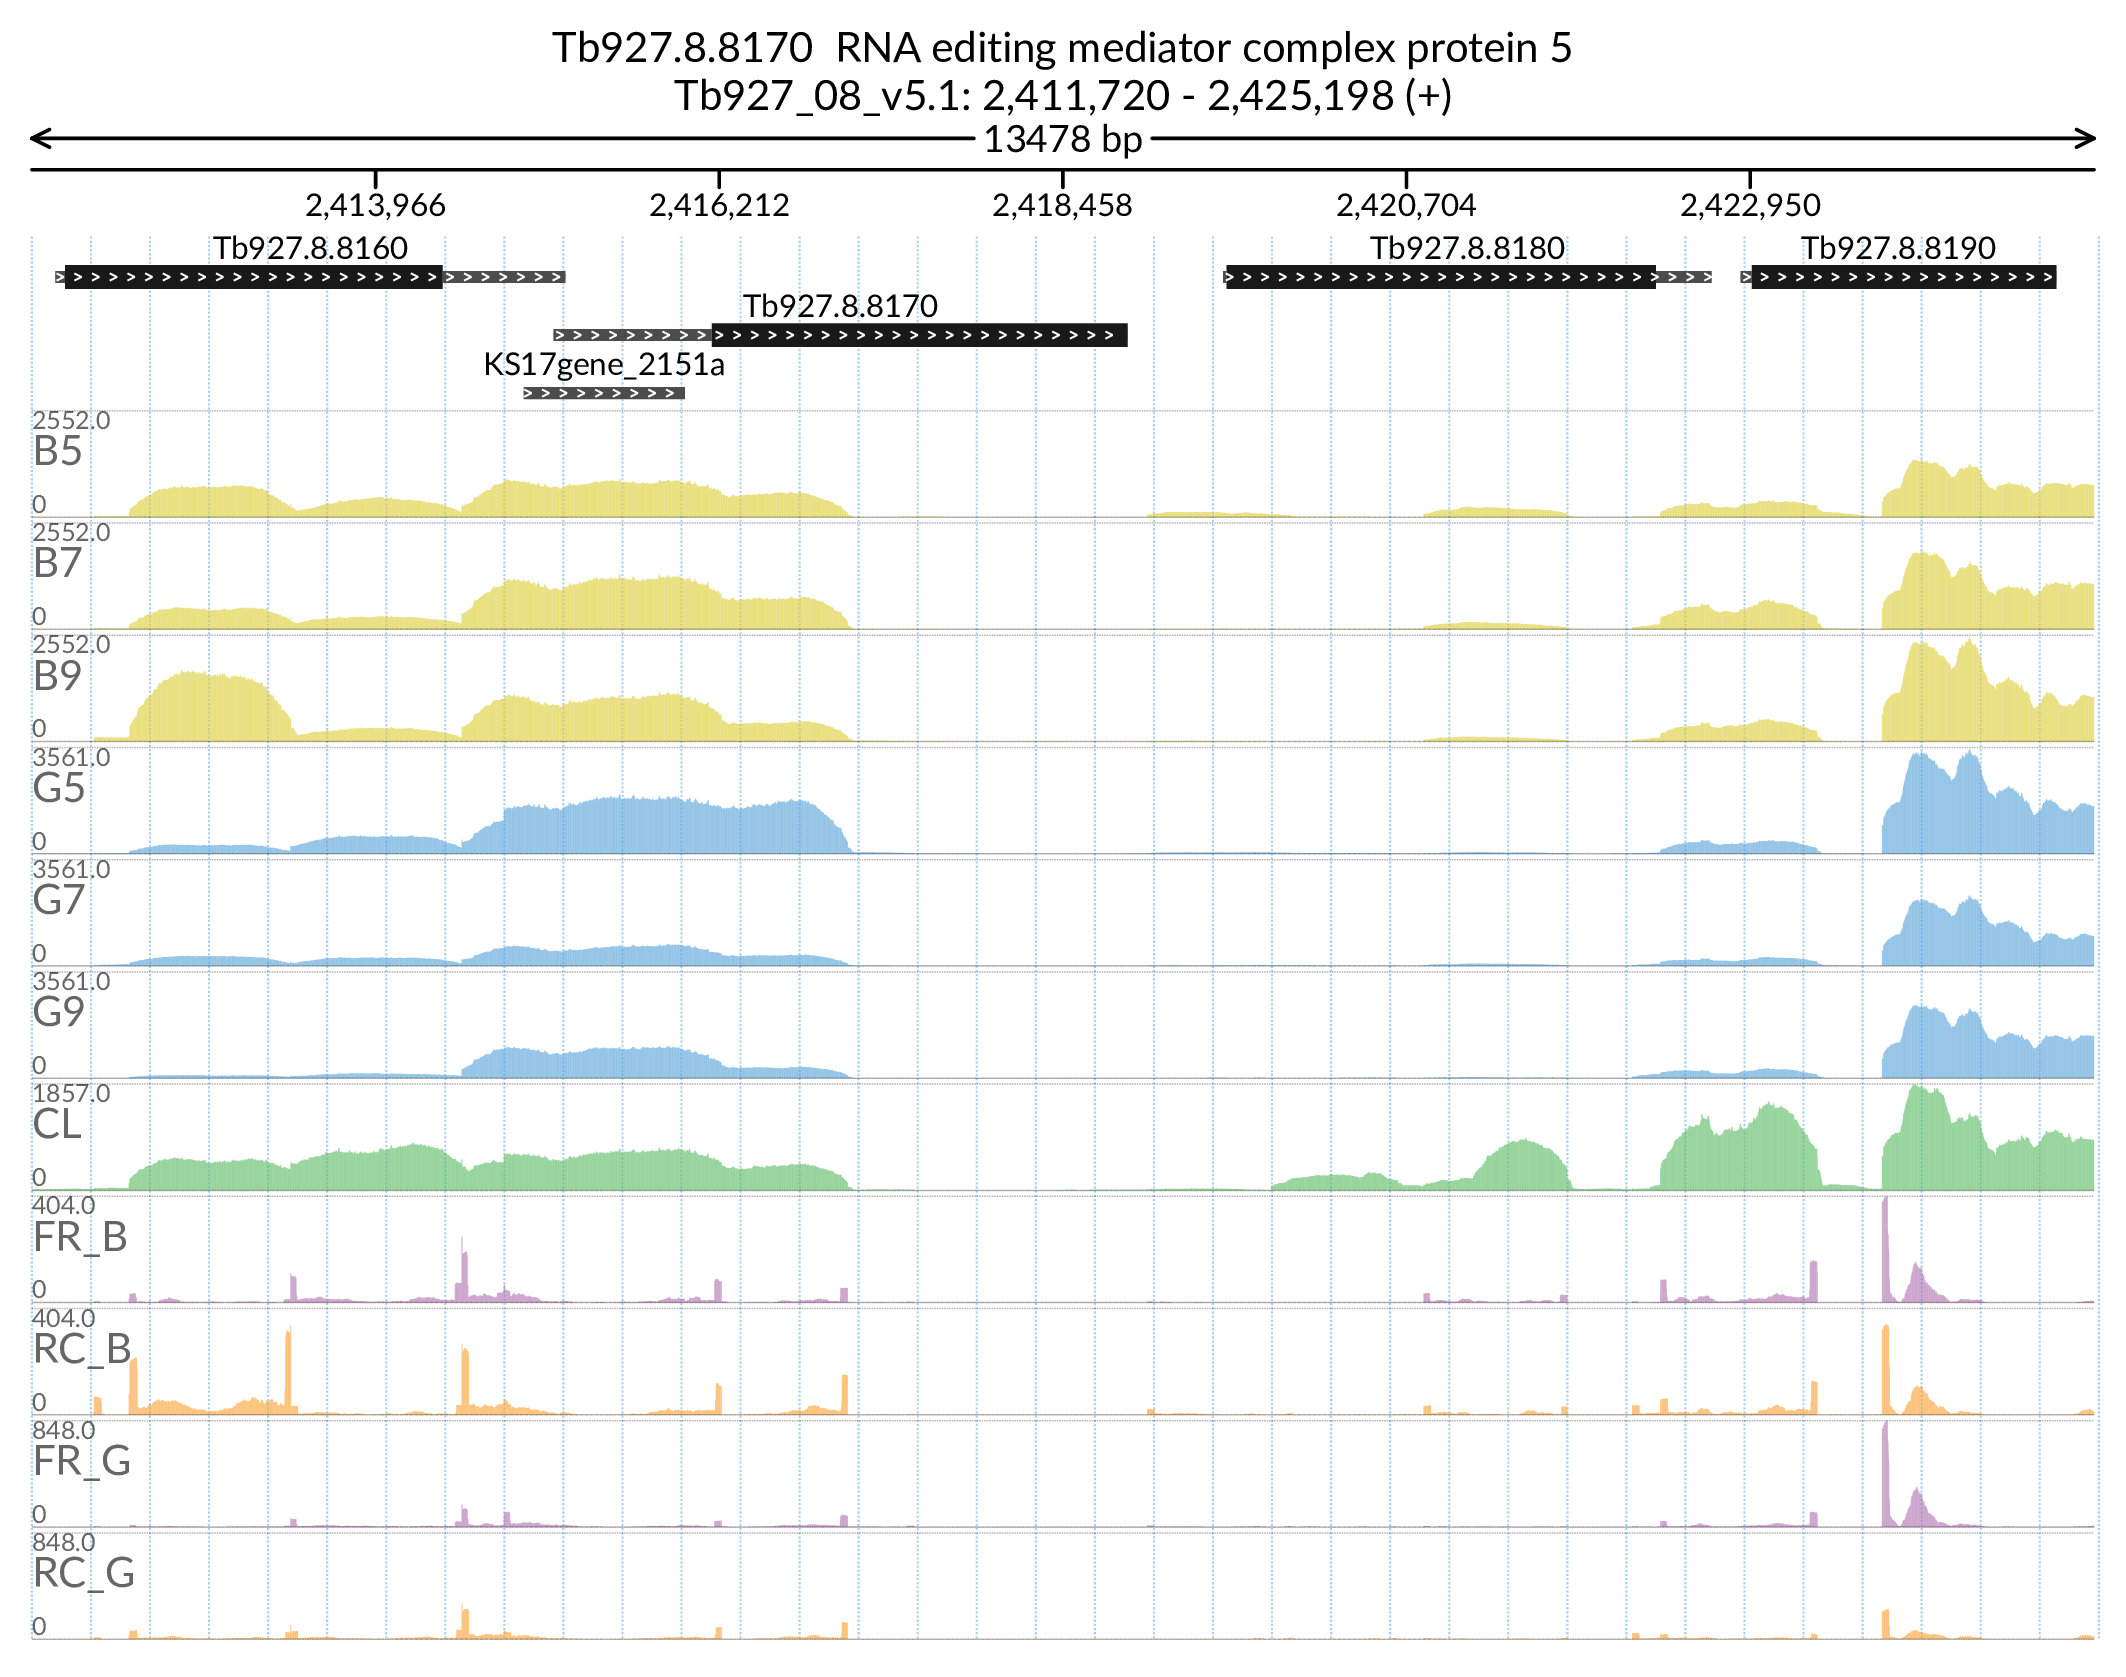 Tb927.8.8170  RNA editing mediator complex protein 5
Tb927_08_v5.1: 2,411,720 - 2,425,198 (+)
13478 bp
2,413,966 2,416,212 2,418,458 2,420,704 2,422,950
Tb927.8.8160 Tb927.8.8180 Tb927.8.8190
Tb927.8.8170
KS17gene_2151a
2552.0
B5
0
2552.0
B7
0
2552.0
B9
0
3561.0
G5
0
3561.0
G7
0
3561.0
G9
0
1857.0
CL
0
404.0
FR_B
0
404.0
RC_B
0
848.0
FR_G
0
848.0
RC_G
0